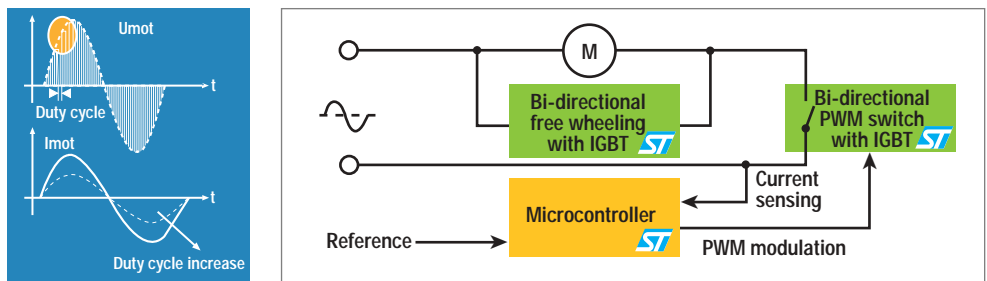 Umot
t
Duty cycle
Imot
t
Duty cycle increase
M
Bi-directional
free wheeling
with IGBT ST
Bi-directional
PWM switch
with IGBT ST
Current
sensing
Microcontroller
ST
Reference
PWM modulation